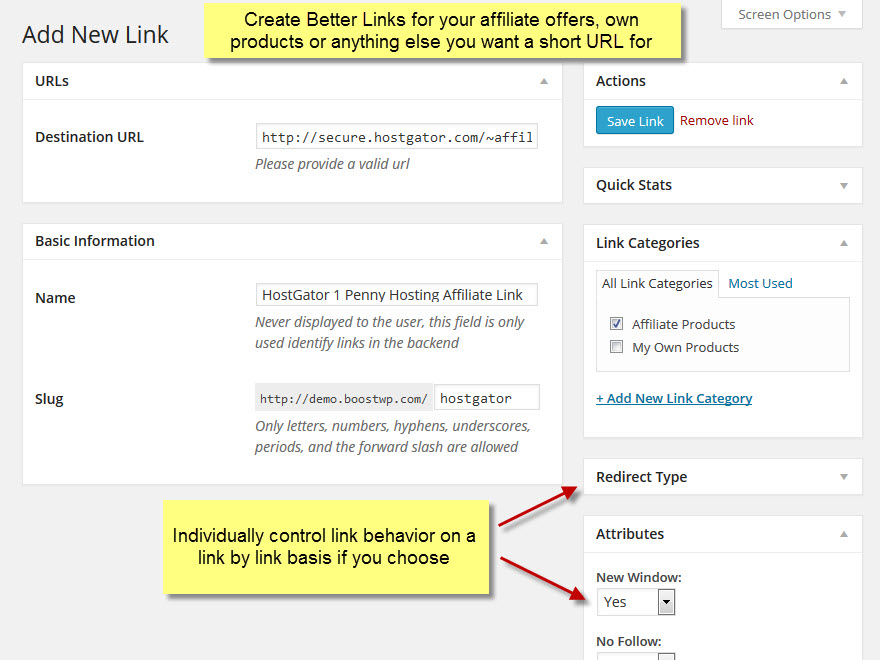 Create Better Links for your affiliate offers, own
products or anything else you want a short URL for
Screen Options
Add New Link
URLs
Destination URL
http://secure.hostgator.com/~affil
Please provide a valid url
Basic Information
Name
HostGator 1 Penny Hosting Affiliate Link
Never displayed to the user, this field is only
used identify links in the backend
Slug
http://demo.boostwp.com/ hostgator
Only letters, numbers, hyphens, underscores,
periods, and the forward slash are allowed
Individually control link behavior on a
link by link basis if you choose
Actions
Save Link Remove link
Quick Stats
Link Categories
All Link Categories Most Used
Affiliate Products
My Own Products
+ Add New Link Category
Redirect Type
Attributes
New Window:
Yes
No Follow: